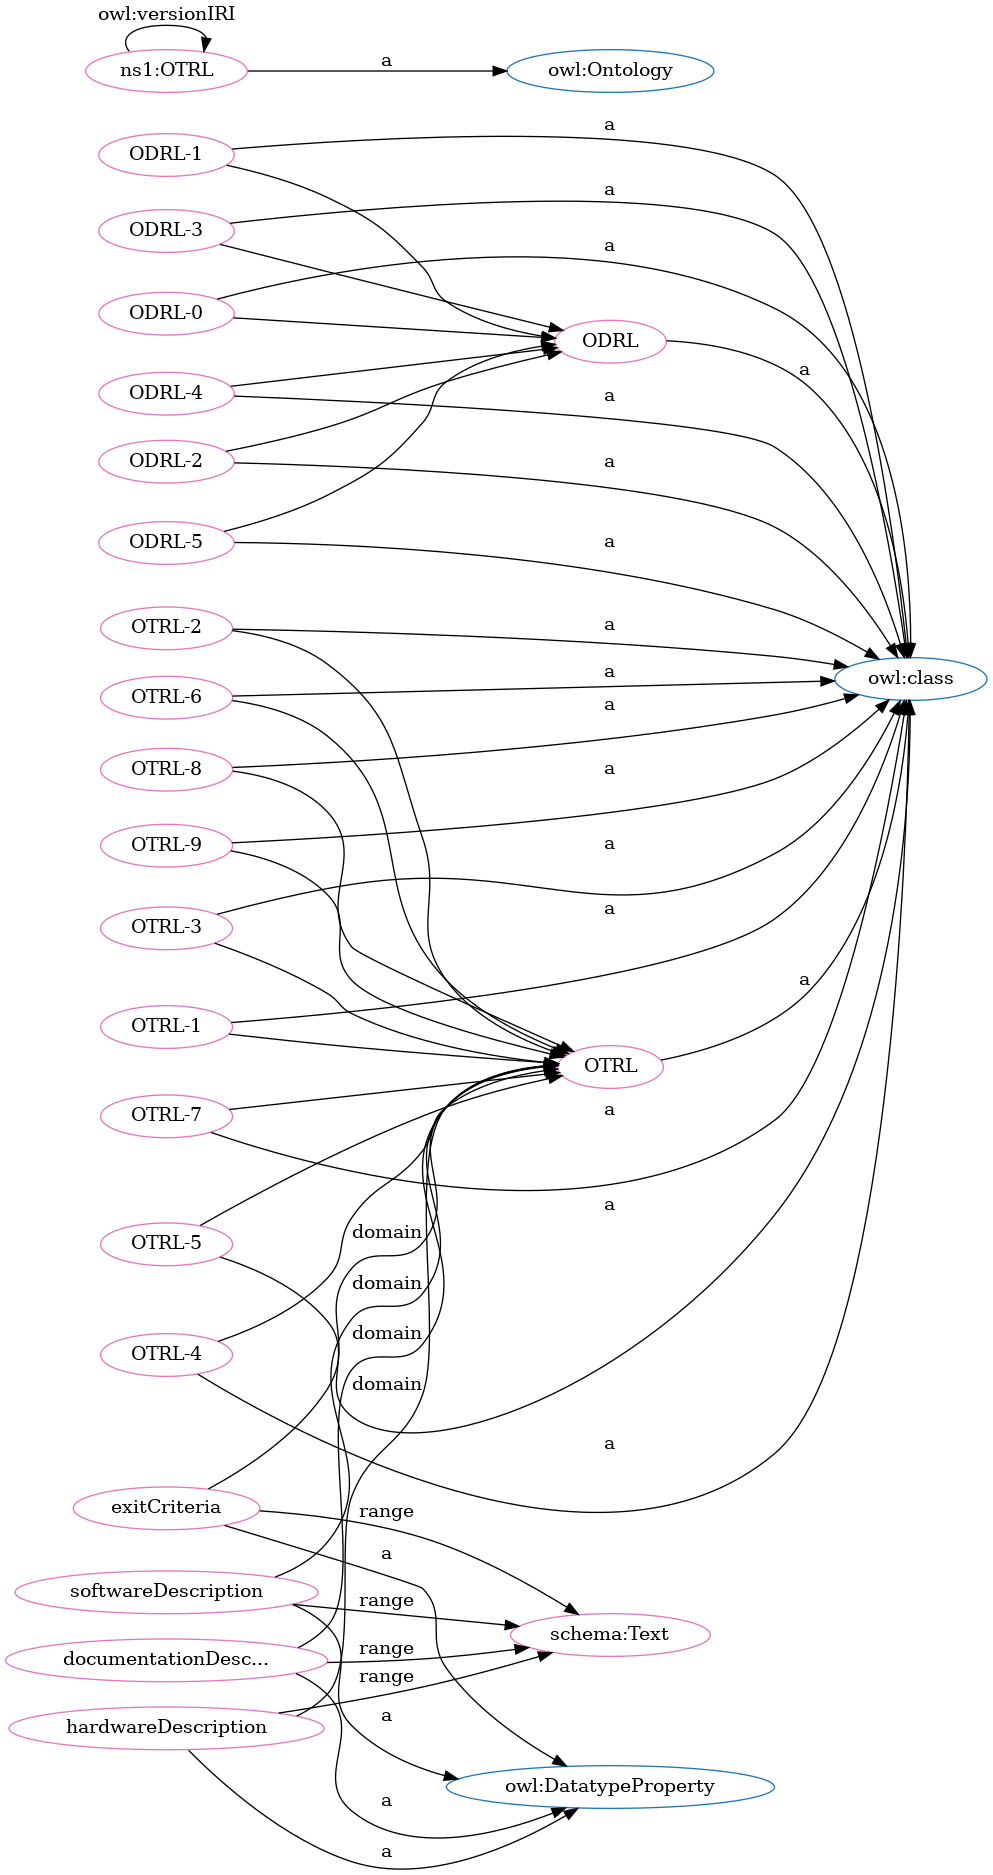 owl:versionIRI
ns1:OTRL
a
owl:Ontology
a
ODRL-1
a
ODRL-3
a
ODRL-0
ODRL
a
ODRL-4
a
ODRL-2
a
ODRL-5
a
OTRL-2
a
OTRL-6
a
owl:class
a
OTRL-8
a
OTRL-9
a
OTRL-3
a
a
OTRL-1
OTRL
a
OTRL-7
a
domain
OTRL-5
domain
domain
OTRL-4
domain
a
exitCriteria
range
a
softwareDescription
range
schema:Text
range
documentationDesc...
range
a
hardwareDescription
owl:DatatypeProperty
a
a